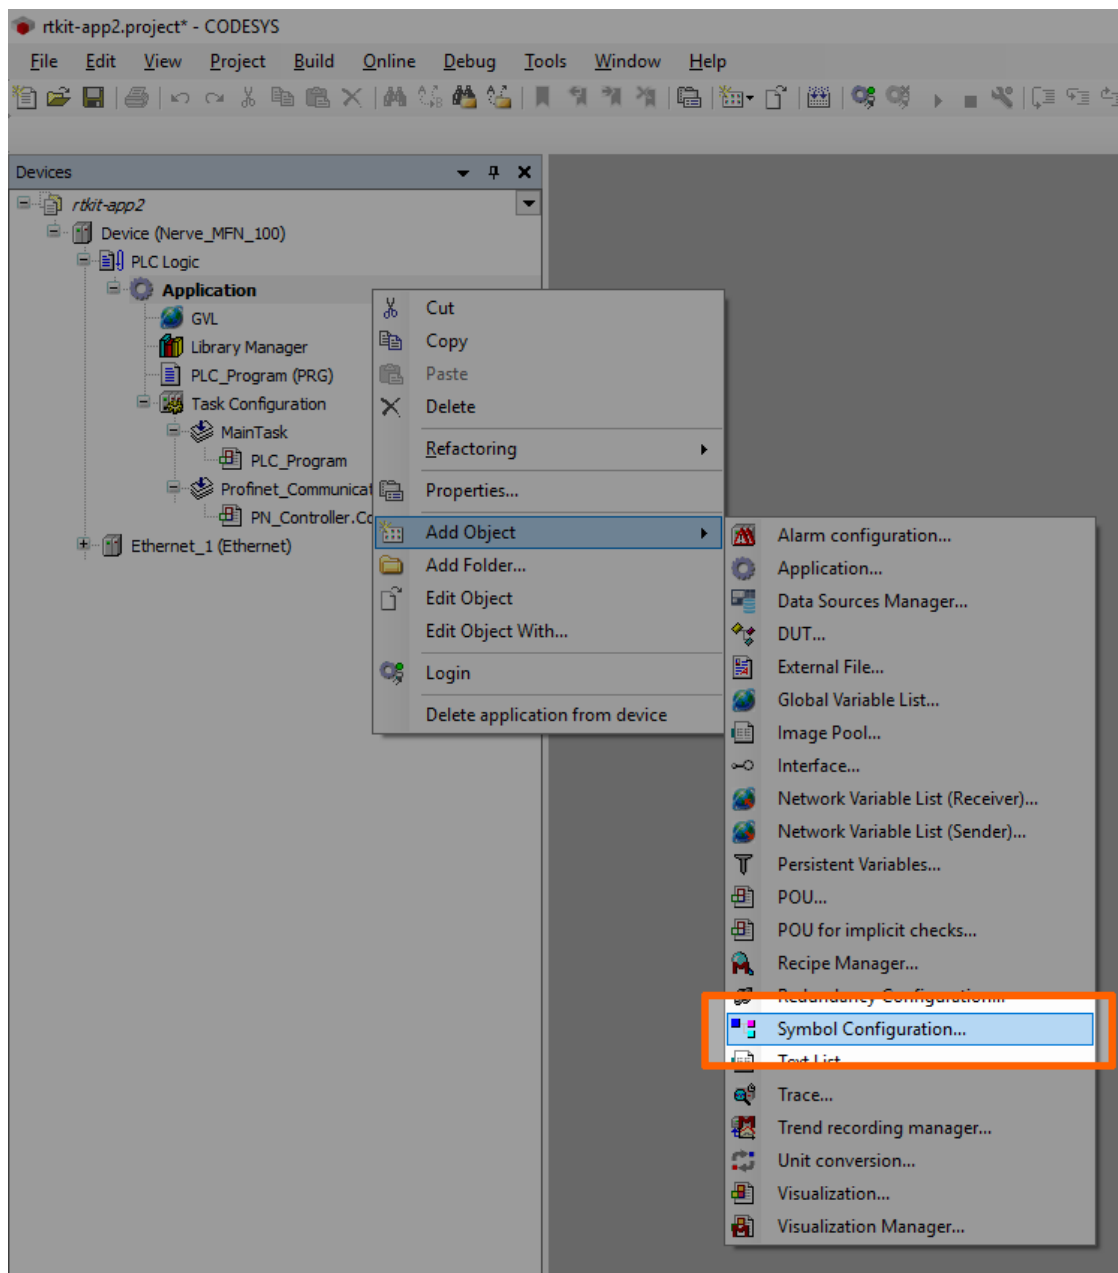 rtkit-app2.project* - CODESYS
File Edit View Project Build Online Debug Tools Window Help
Devices
rtkit-app2
Device (Nerve_MFN_100)
PLC Logic
Application
GVL
Library Manager
PLC_Program (PRG)
Task Configuration
MainTask
PLC_Program
Profinet_Communicat
PN_Controller.Co
Ethernet_1 (Ethernet)
Cut
Copy
Paste
Delete
Refactoring
Properties...
Add Object
Add Folder...
Edit Object
Edit Object With...
Login
Delete application from device
Alarm configuration...
Application...
Data Sources Manager...
DUT...
External File...
Global Variable List...
Image Pool...
Interface...
Network Variable List (Receiver)...
Network Variable List (Sender)...
Persistent Variables...
POU...
POU for implicit checks...
Recipe Manager...
Redundancy Configuration...
Symbol Configuration...
Text List
Trace...
Trend recording manager...
Unit conversion...
Visualization...
Visualization Manager...